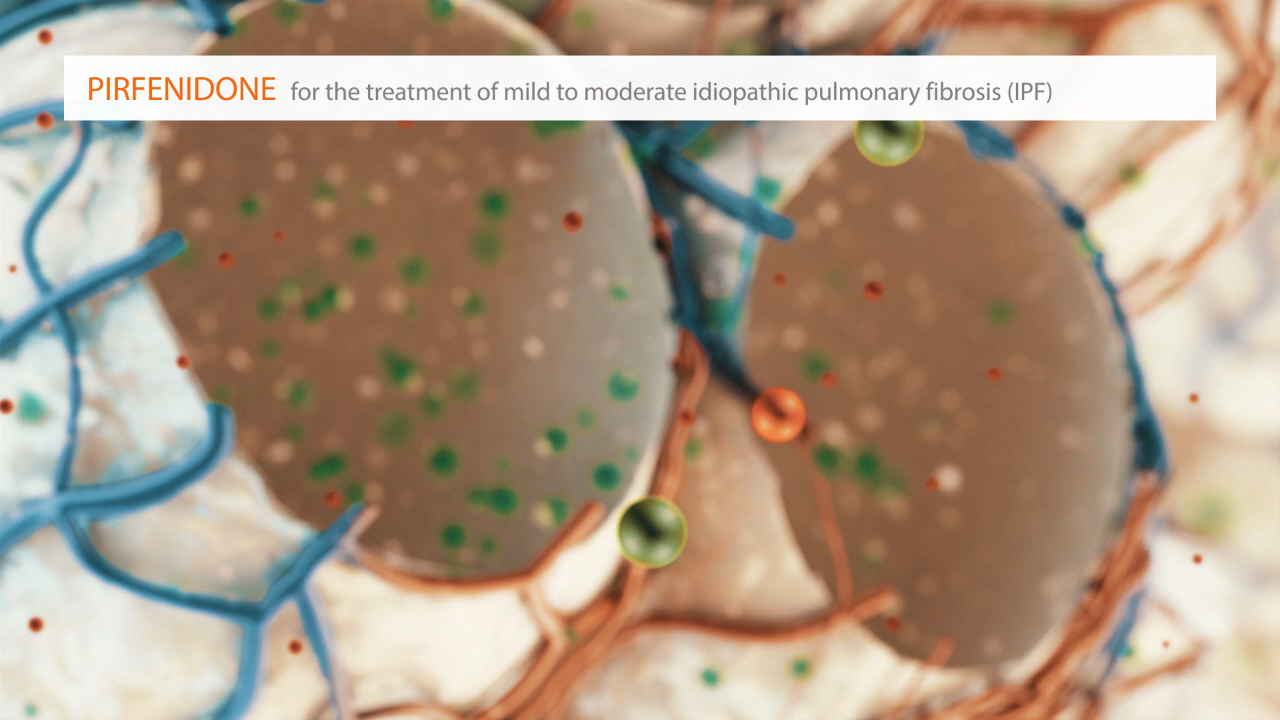 PIRFENIDONE for the treatment of mild to moderate idiopathic pulmonary fibrosis (IPF)